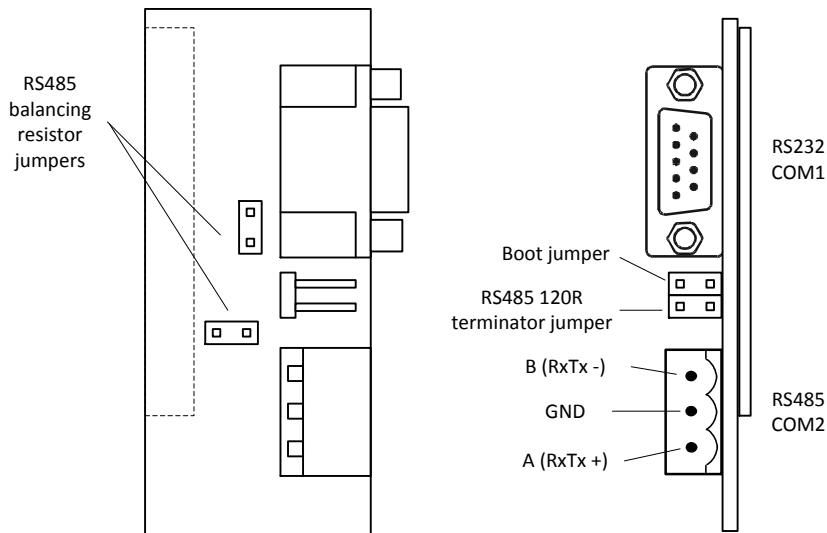 RS485
balancing
resistor
jumpers
RS232
COM1
Boot jumper
RS485 120R
terminator jumper
B (RxTx -)
GND
A (RxTx +)
RS485
COM2